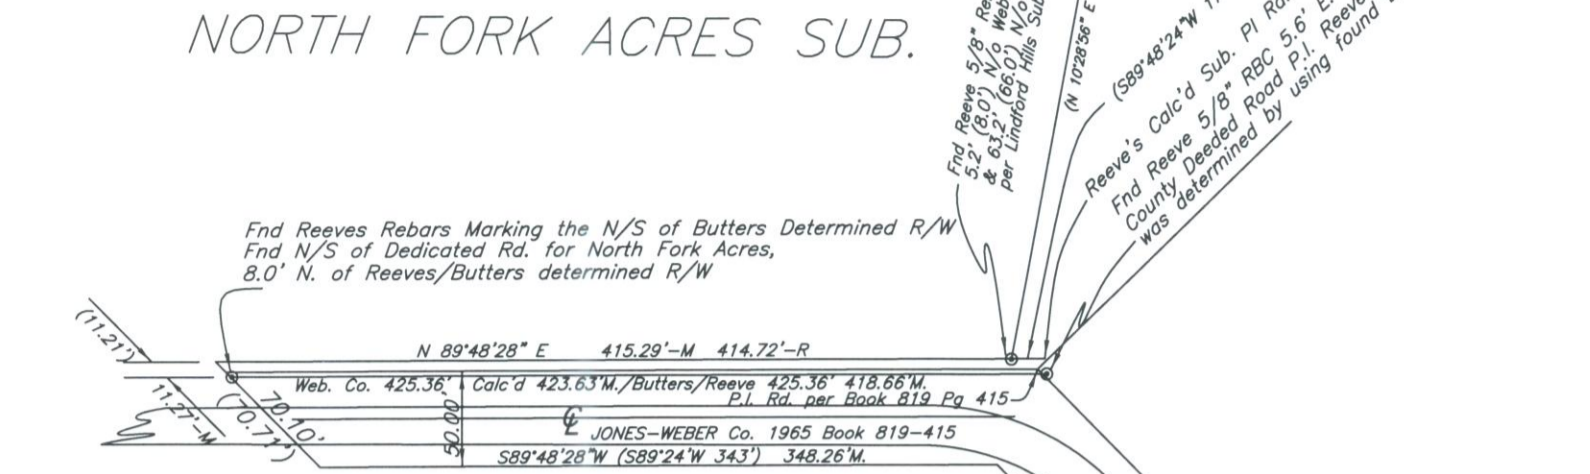 NORTH FORK ACRES SUB.
Fnd Reeve 5/8"
5.2' (8.0') N/o Web
& 63.2' (66.0') N/o
per Lindford Hills Sub
(N 10°28'56" E
(S89°48'24"W
Reeve's Calc'd Sub. PI
Fnd Reeve 5/8" RBC 5.6'
County Deeded Road P.I. Reeve
was determined by using found
Fnd Reeves Rebars Marking the N/S of Butters Determined R/W
Fnd N/S of Dedicated Rd. for North Fork Acres,
8.0' N. of Reeves/Butters determined R/W
(11.21')
N 89°48'28" E 415.29'-M 414.72'-R
Web. Co. 425.36' Calc'd 423.63'M./Butters/Reeve 425.36' 418.66'M.
P.I. Rd. per Book 819 Pg 415
11.27'-M
70.10'
(70.71')
50.00'
℄ JONES-WEBER Co. 1965 Book 819-415
S89°48'28"W (S89°24'W 343') 348.26'M.